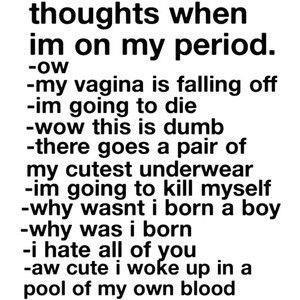 thoughts when
im on my period.
-ow
-my vagina is falling off
-im going to die
-wow this is dumb
-there goes a pair of
my cutest underwear
-im going to kill myself
-why wasnt i born a boy
-why was i born
-i hate all of you
-aw cute i woke up in a
pool of my own blood